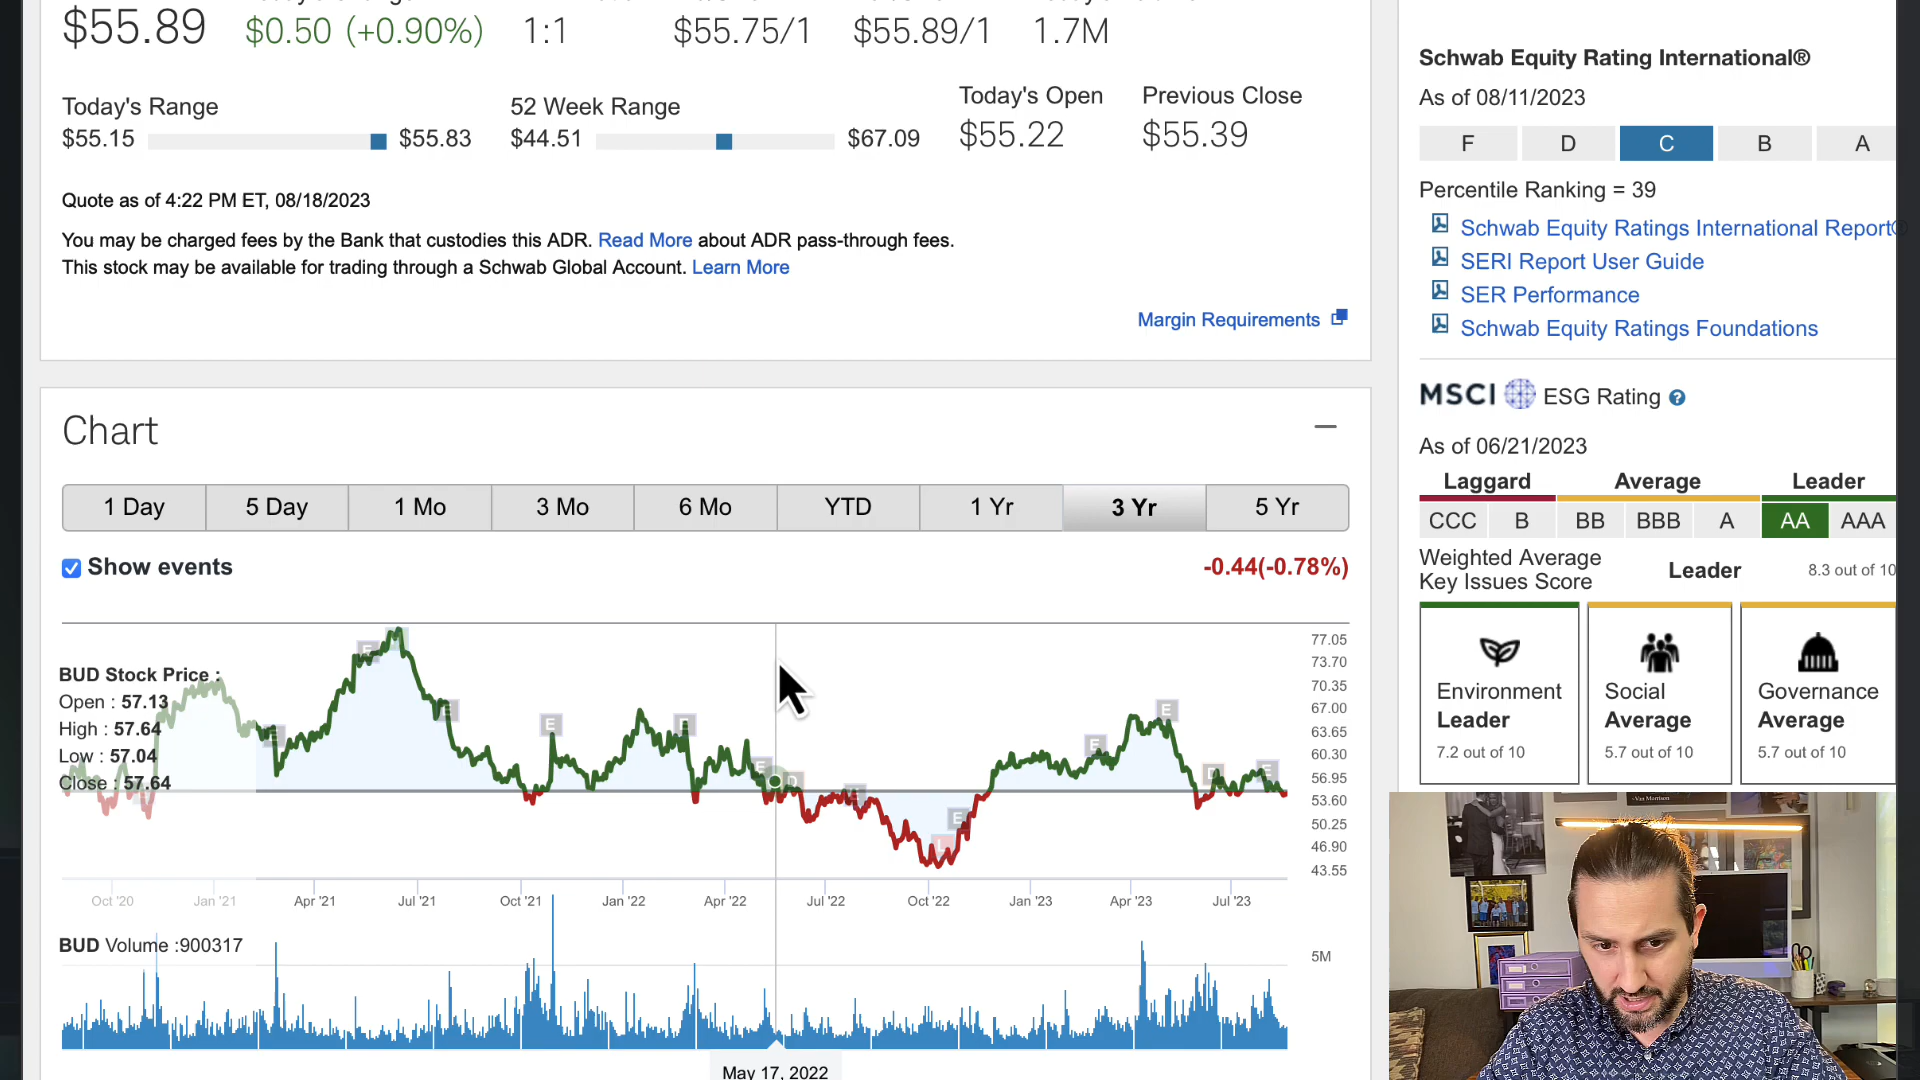 $55.89 $0.50 (+0.90%) 1:1 $55.75/1 $55.89/1 1.7M
Today's Range
$55.15 $55.83
52 Week Range
$44.51 $67.09
Today's Open
$55.22
Previous Close
$55.39
Quote as of 4:22 PM ET, 08/18/2023
You may be charged fees by the Bank that custodies this ADR. Read More about ADR pass-through fees.
This stock may be available for trading through a Schwab Global Account. Learn More
Margin Requirements
Chart
1 Day 5 Day 1 Mo 3 Mo 6 Mo YTD 1 Yr 3 Yr 5 Yr
Show events
-0.44(-0.78%)
BUD Stock Price :
Open : 57.13
High : 57.64
Low : 57.04
Close : 57.64
E
E
E
E
D
E
E
E
D
E
77.05
73.70
70.35
67.00
63.65
60.30
56.95
53.60
50.25
46.90
43.55
Oct '20 Jan '21 Apr '21 Jul '21 Oct '21 Jan '22 Apr '22 Jul '22 Oct '22 Jan '23 Apr '23 Jul '23
BUD Volume :900317
5M
May 17, 2022
Schwab Equity Rating International®
As of 08/11/2023
F D C B A
Percentile Ranking = 39
Schwab Equity Ratings International Report®
SERI Report User Guide
SER Performance
Schwab Equity Ratings Foundations
MSCI ESG Rating ?
As of 06/21/2023
Laggard Average Leader
CCC B BB BBB A AA AAA
Weighted Average
Key Issues Score
Leader
8.3 out of 10
Environment
Leader
7.2 out of 10
Social
Average
5.7 out of 10
Governance
Average
5.7 out of 10
-Van Morrison